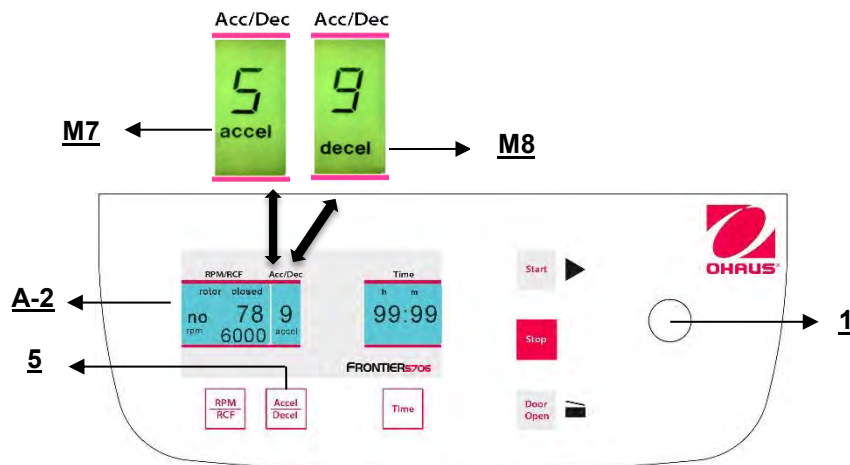 Acc/Dec Acc/Dec
5 9
accel
decel
M7
M8
OHAUS
RPM/RCF Acc/Dec Time
rotor closed h m
A-2
no 78 9 99:99
rpm 6000 accel
Start
Stop
1
5
FRONTIER5706
RPM
RCF
Accel
Decel
Time
Door
Open